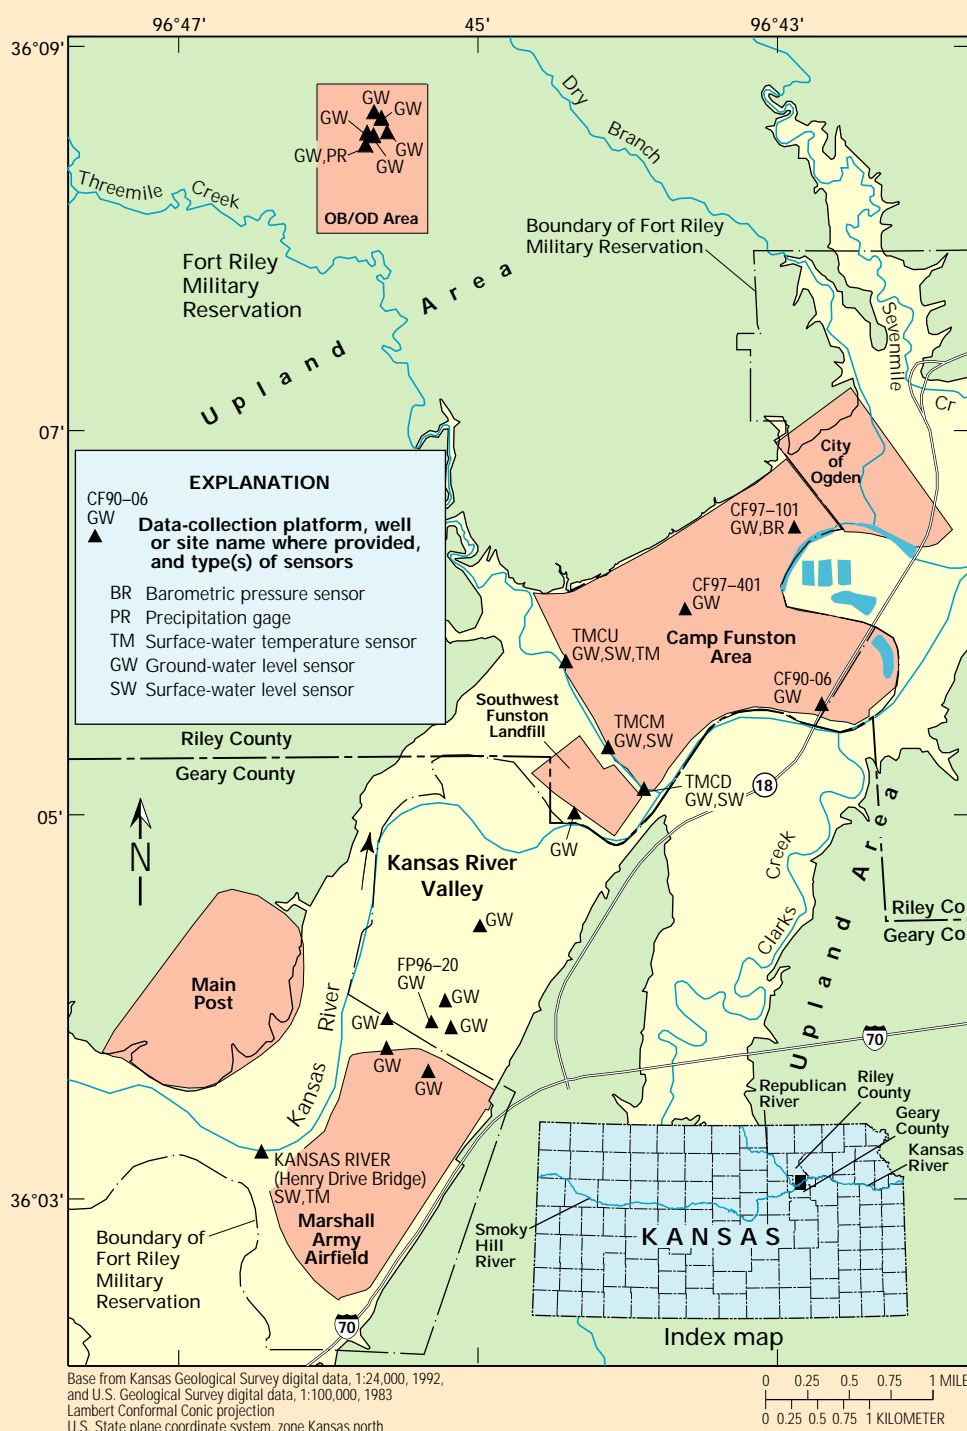 96°47'
45'
96°43'
36°09'
GW
GW
GW
GW
GW,PR
GW
OB/OD Area
Dry
Branch
Threemile
Creek
Boundary of Fort Riley
Military Reservation
Fort Riley
Military
Reservation
Upland Area
Sevenmile
Cr
07'
City
of
Ogden
EXPLANATION
CF90–06
GW
Data-collection platform, well
or site name where provided,
and type(s) of sensors
BR Barometric pressure sensor
PR Precipitation gage
TM Surface-water temperature sensor
GW Ground-water level sensor
SW Surface-water level sensor
CF97–101
GW,BR
CF97–401
GW
TMCU
GW,SW,TM
Camp Funston
Area
CF90-06
GW
Southwest
Funston
Landfill
TMCM
GW,SW
Riley County
Geary County
TMCD
GW,SW
18
05'
N
GW
Kansas River
Valley
Clarks
Creek
Upland Area
Riley Co
Geary Co
GW
Main
Post
FP96–20
GW
GW
GW
GW
GW
GW
Kansas
River
70
KANSAS RIVER
(Henry Drive Bridge)
SW,TM
36°03'
Marshall
Army
Airfield
Boundary of
Fort Riley
Military
Reservation
70
Republican
River
Riley
County
Geary
County
Kansas
River
Smoky
Hill
River
KANSAS
Index map
Base from Kansas Geological Survey digital data, 1:24,000, 1992,
and U.S. Geological Survey digital data, 1:100,000, 1983
Lambert Conformal Conic projection
U.S. State plane coordinate system, zone Kansas north
0 0.25 0.5 0.75 1 MILE
0 0.25 0.5 0.75 1 KILOMETER